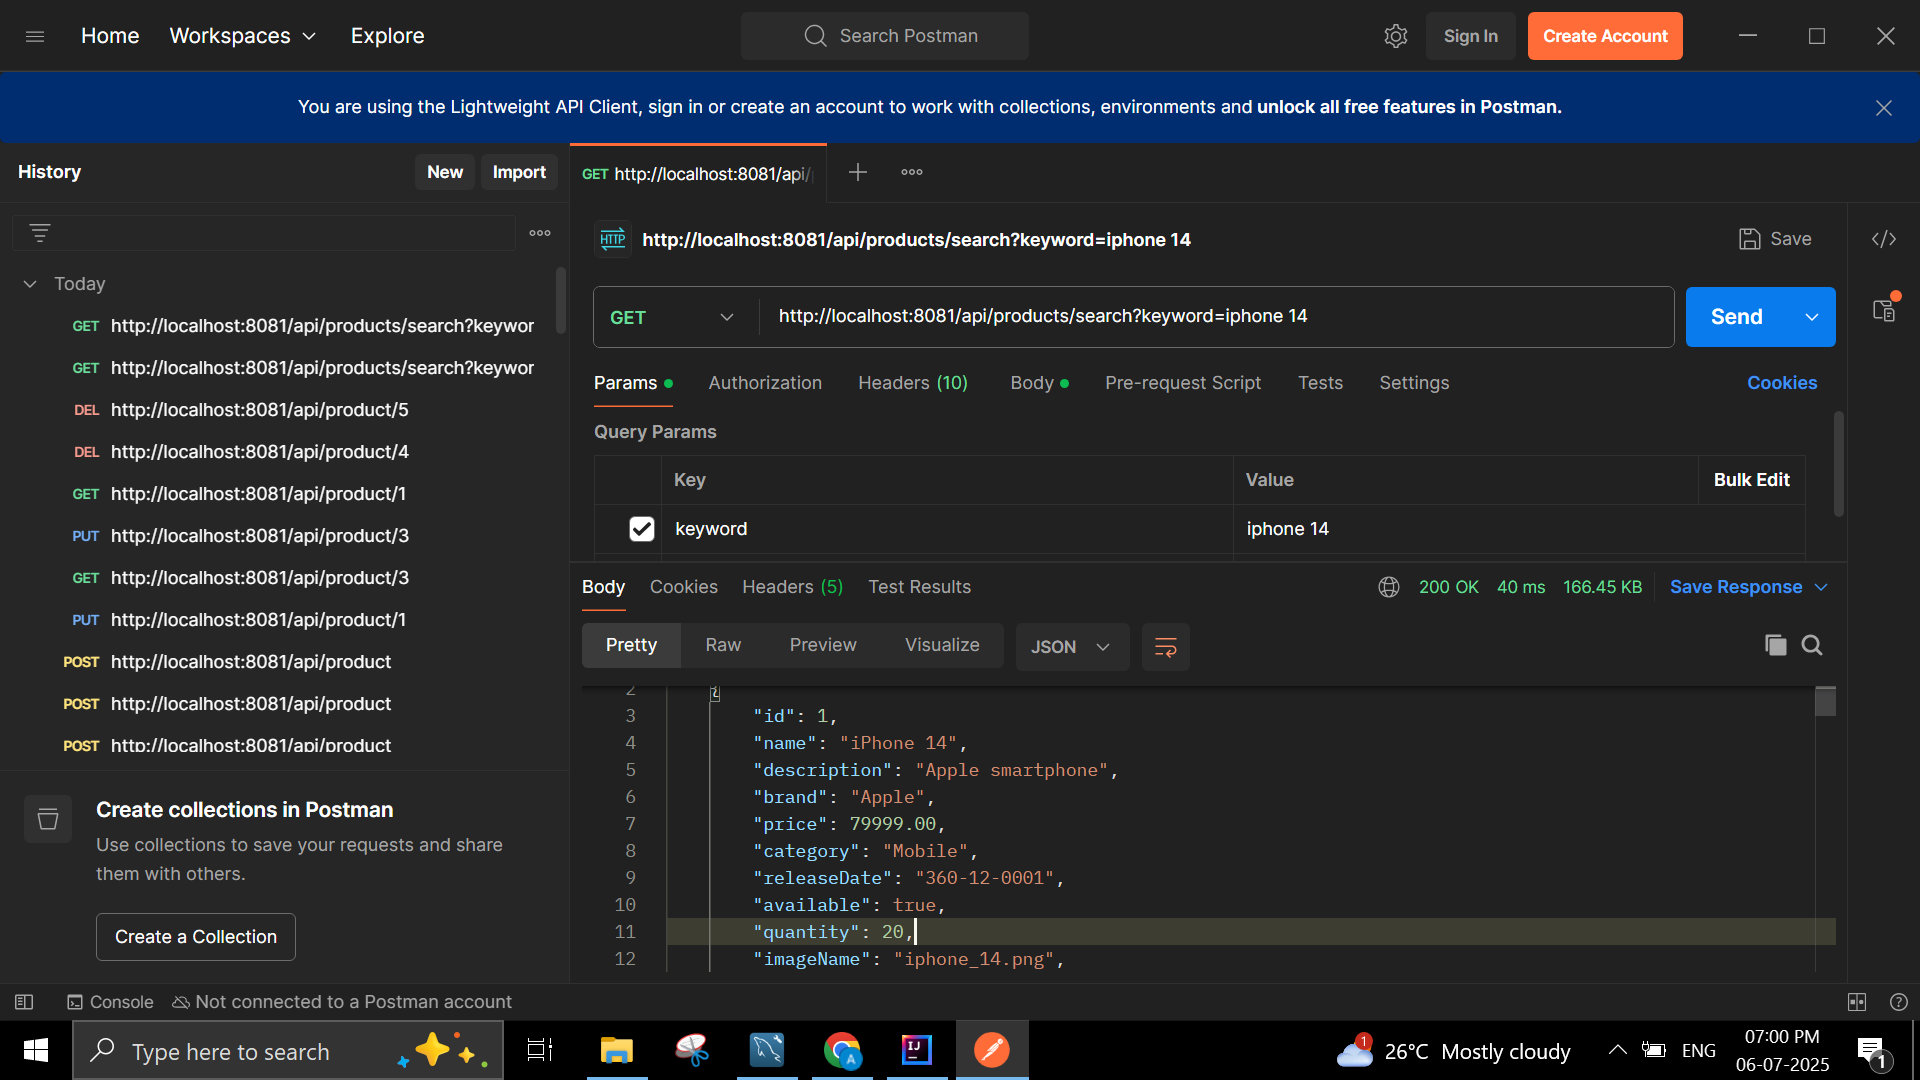 Home Workspaces Explore
Search Postman
Sign In Create Account
You are using the Lightweight API Client, sign in or create an account to work with collections, environments and unlock all free features in Postman.
History New Import
GET http://localhost:8081/api/
http://localhost:8081/api/products/search?keyword=iphone 14
Save
Today
GET http://localhost:8081/api/products/search?keywor
GET http://localhost:8081/api/products/search?keywor
DEL http://localhost:8081/api/product/5
DEL http://localhost:8081/api/product/4
GET http://localhost:8081/api/product/1
PUT http://localhost:8081/api/product/3
GET http://localhost:8081/api/product/3
PUT http://localhost:8081/api/product/1
POST http://localhost:8081/api/product
POST http://localhost:8081/api/product
POST http://localhost:8081/api/product
Create collections in Postman
Use collections to save your requests and share
them with others.
Create a Collection
HTTP
GET http://localhost:8081/api/products/search?keyword=iphone 14 Send
Params Authorization Headers (10) Body Pre-request Script Tests Settings Cookies
Query Params
Key Value Bulk Edit
keyword iphone 14
Body Cookies Headers (5) Test Results 200 OK 40 ms 166.45 KB Save Response
Pretty Raw Preview Visualize JSON
2 {
3 "id": 1,
4 "name": "iPhone 14",
5 "description": "Apple smartphone",
6 "brand": "Apple",
7 "price": 79999.00,
8 "category": "Mobile",
9 "releaseDate": "360-12-0001",
10 "available": true,
11 "quantity": 20,
12 "imageName": "iphone_14.png",
Console Not connected to a Postman account
Type here to search
IJ
A
1
26°C Mostly cloudy
ENG
07:00 PM
06-07-2025
1